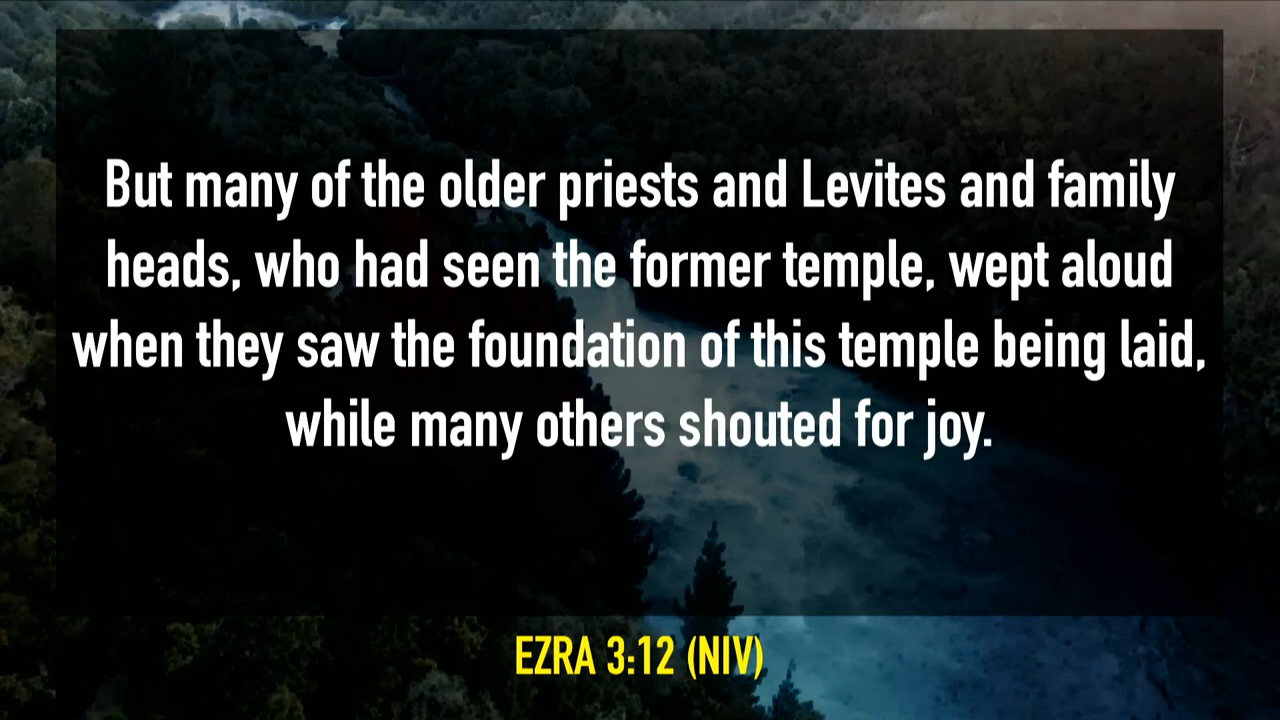 But many of the older priests and Levites and family
heads, who had seen the former temple, wept aloud
when they saw the foundation of this temple being laid,
while many others shouted for joy.
EZRA 3:12 (NIV)